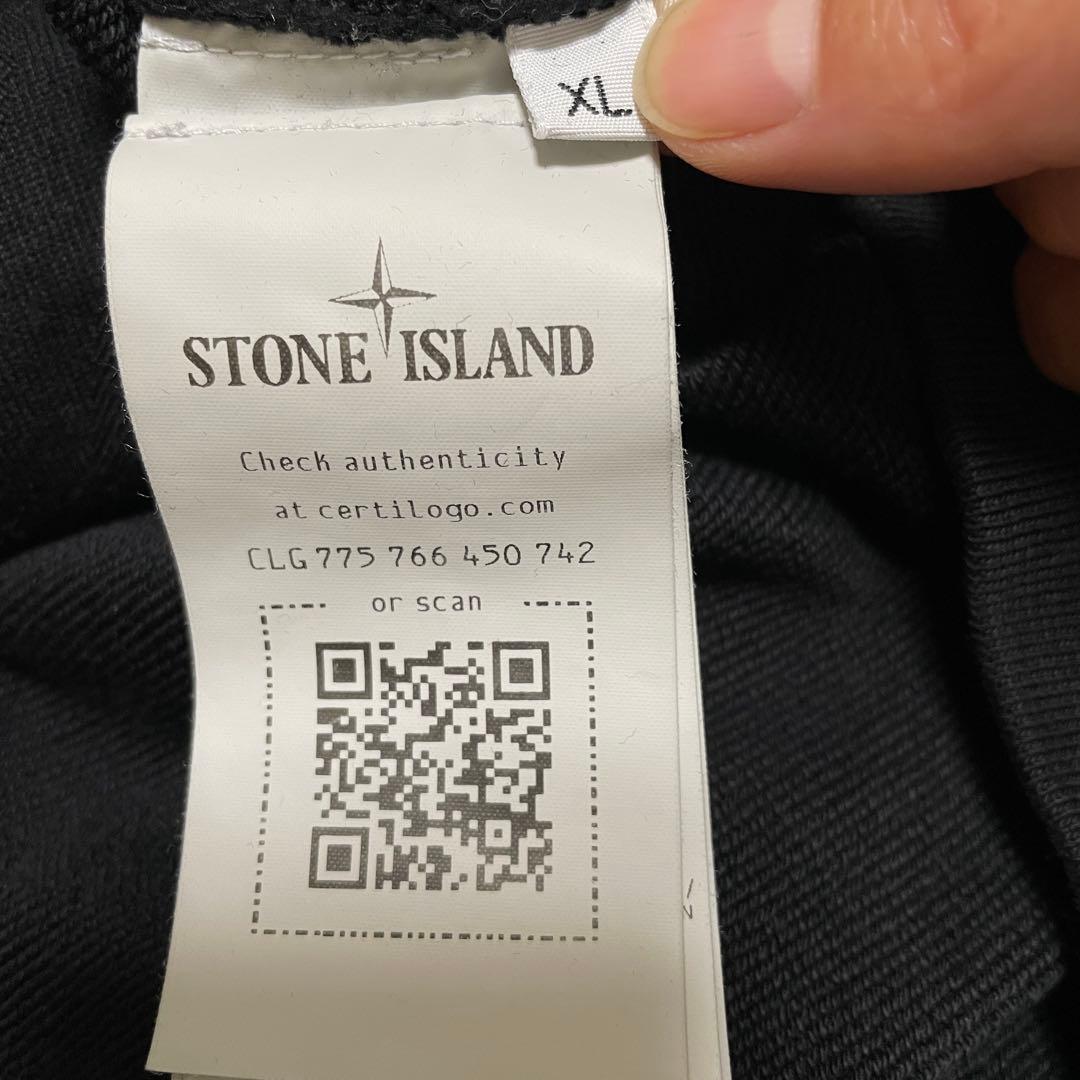 XL
STONE ISLAND
Check authenticity
at certilogo.com
CLG 775 766 450 742
or scan